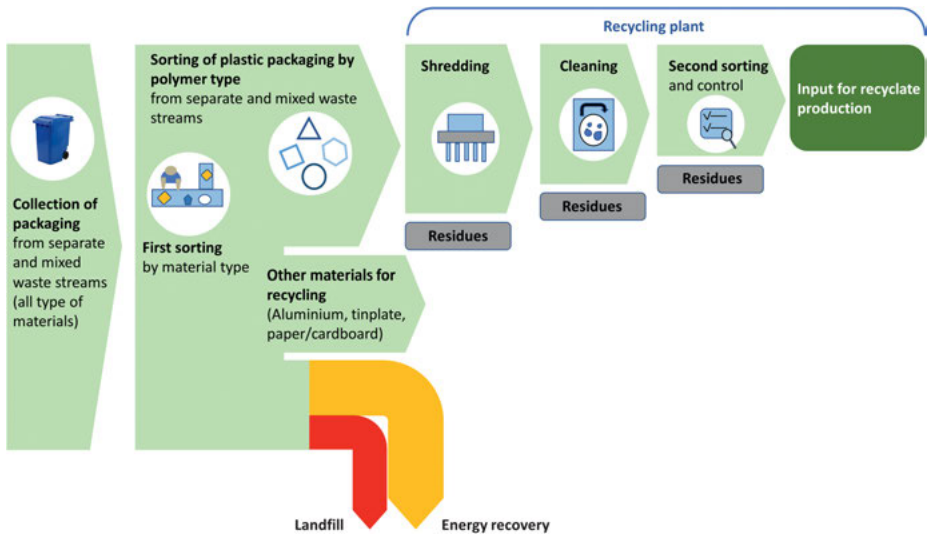 Recycling plant
Collection of
packaging
from separate
and mixed
waste streams
(all type of
materials)
First sorting
by material type
Sorting of plastic packaging by
polymer type
from separate and mixed waste
streams
Other materials for
recycling
(Aluminium, tinplate,
paper/cardboard)
Landfill
Energy recovery
Shredding
Residues
Cleaning
Residues
Second sorting
and control
Residues
Input for recyclate
production